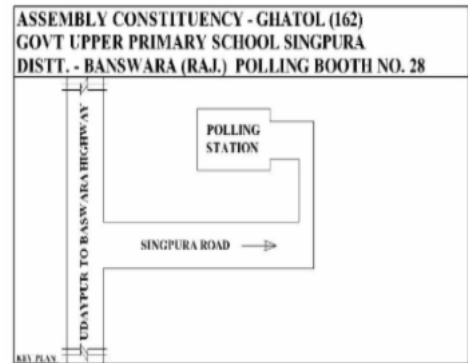 ASSEMBLY CONSTITUENCY - GHATOL (162)
GOVT UPPER PRIMARY SCHOOL SINGPURA
DISTT. - BANSWARA (RAJ.) POLLING BOOTH NO. 28
POLLING
STATION
UDAYPUR TO BASWARA HIGHWAY
SINGPURA ROAD
KEY PLAN